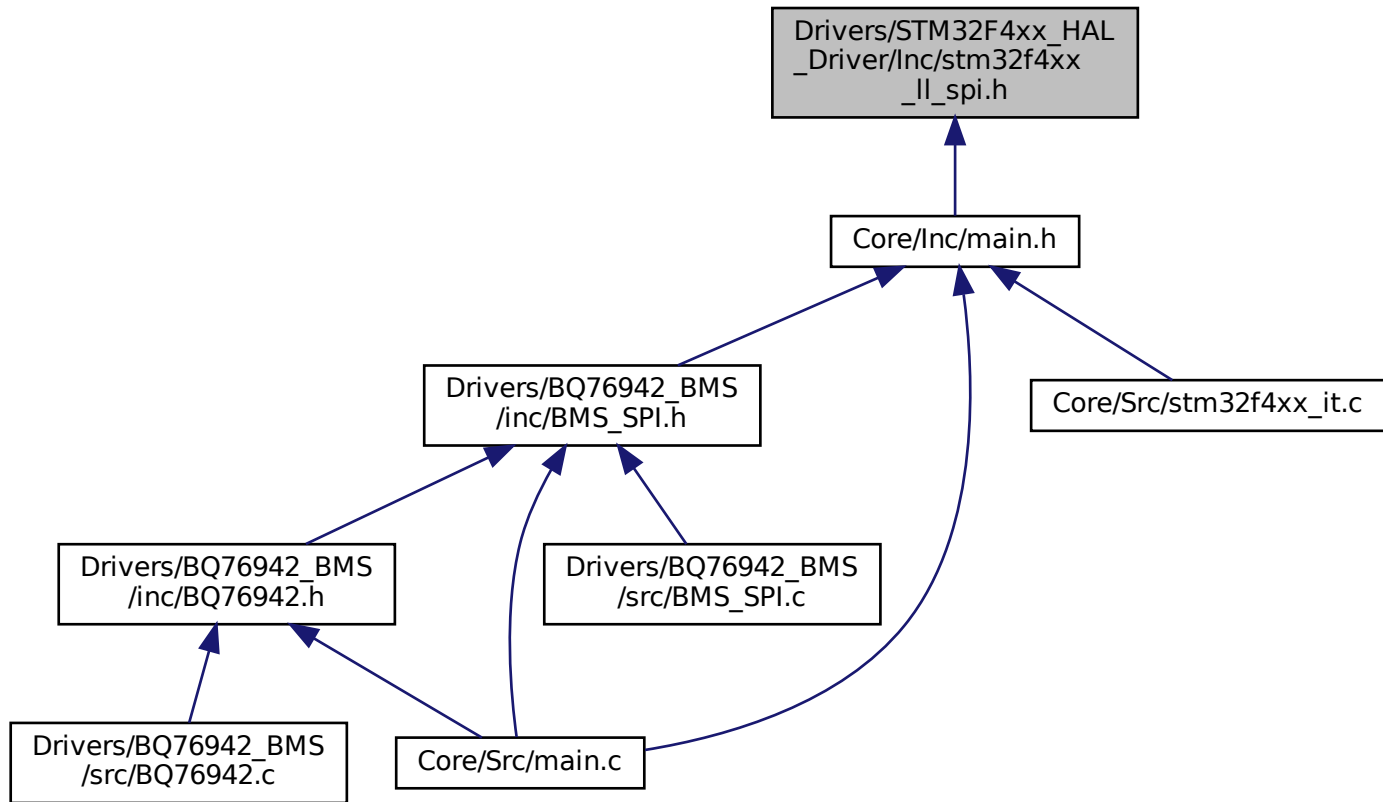 Drivers/STM32F4xx_HAL
_Driver/Inc/stm32f4xx
_ll_spi.h
Core/Inc/main.h
Drivers/BQ76942_BMS
/inc/BMS_SPI.h
Core/Src/stm32f4xx_it.c
Drivers/BQ76942_BMS
/inc/BQ76942.h
Drivers/BQ76942_BMS
/src/BMS_SPI.c
Drivers/BQ76942_BMS
/src/BQ76942.c
Core/Src/main.c